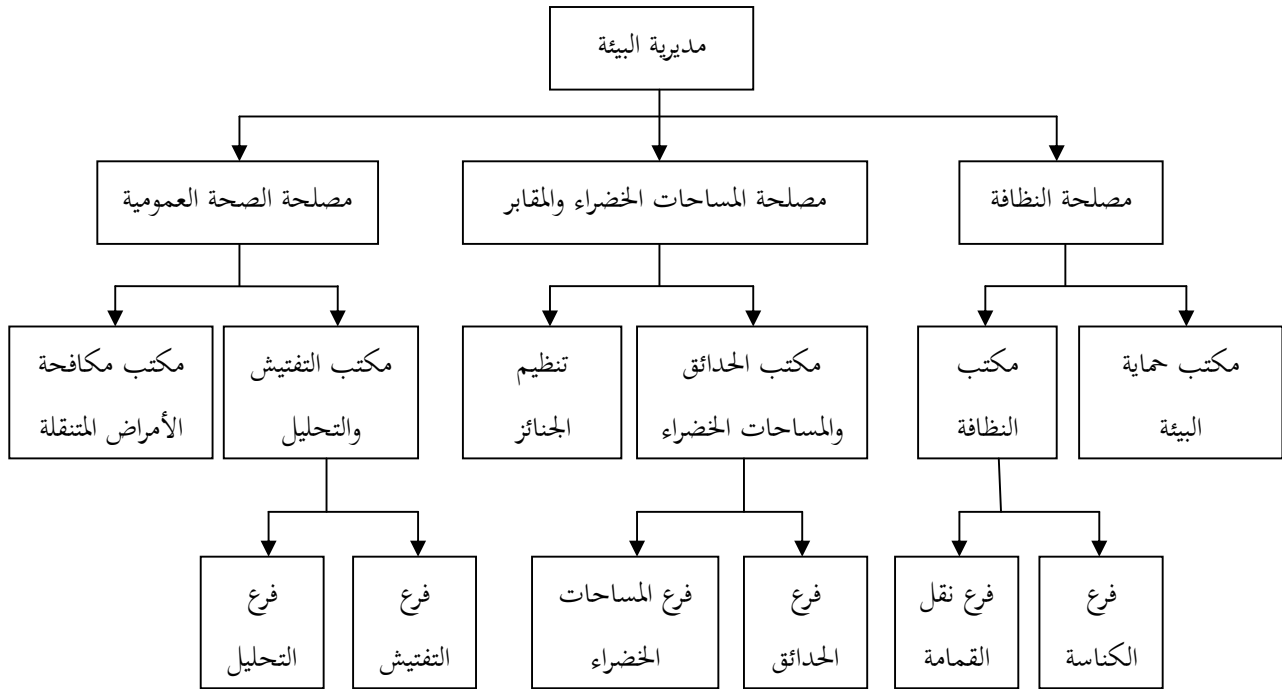 مديرية البيئة
مصلحة النظافة
مصلحة المساحات الخضراء والمقابر
مصلحة الصحة العمومية
مكتب حماية
البيئة
مكتب
النظافة
مكتب الحدائق
والمساحات الخضراء
تنظيم
الجنائز
مكتب التفتيش
والتحليل
مكتب مكافحة
الأمراض المتنقلة
فرع
الكناسة
فرع نقل
القمامة
فرع
الحدائق
فرع المساحات
الخضراء
فرع
التفتيش
فرع
التحليل